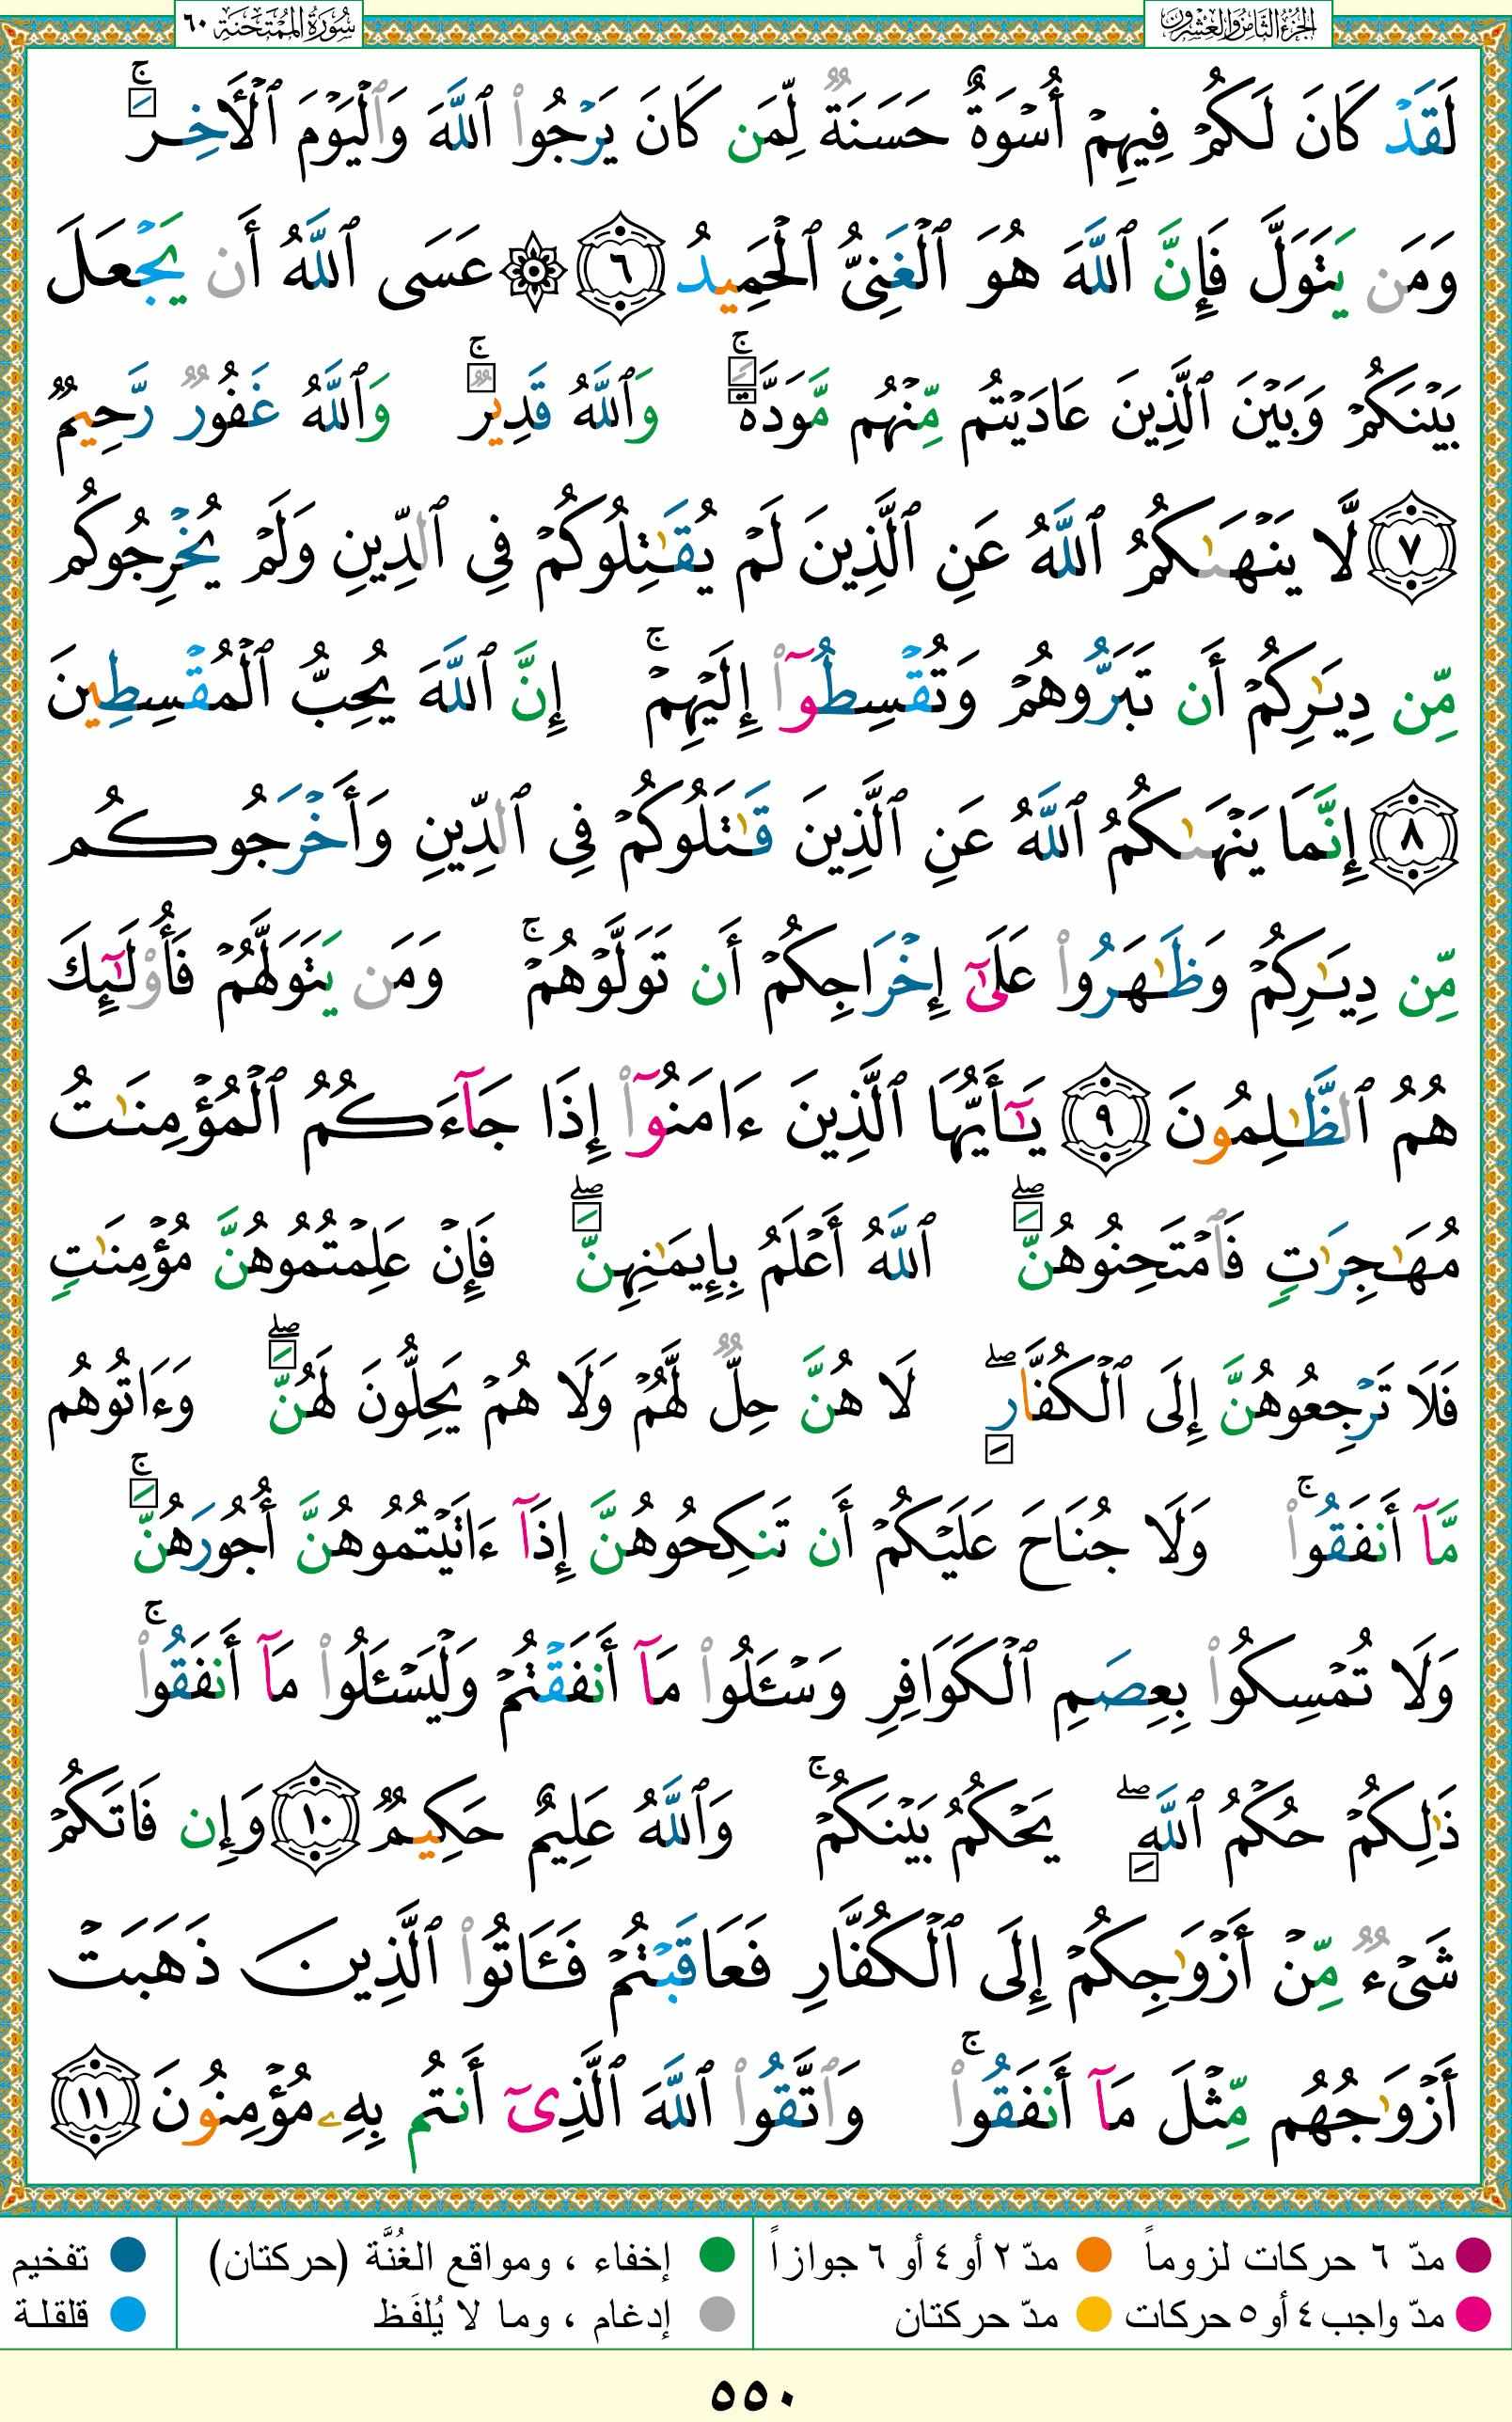 الجزء الثامن والعشرون
سورة الممتحنة ٦٠
لَقَدْ كَانَ لَكُمْ فِيهِمْ أُسْوَةٌ حَسَنَةٌ لِّمَن كَانَ يَرْجُوا۟ ٱللَّهَ وَٱلْيَوْمَ ٱلْـَٔاخِرَ ۚ
وَمَن يَتَوَلَّ فَإِنَّ ٱللَّهَ هُوَ ٱلْغَنِىُّ ٱلْحَمِيدُ ٦ ۞ عَسَى ٱللَّهُ أَن يَجْعَلَ
بَيْنَكُمْ وَبَيْنَ ٱلَّذِينَ عَادَيْتُم مِّنْهُم مَّوَدَّةً ۚ وَٱللَّهُ قَدِيرٌ ۚ وَٱللَّهُ غَفُورٌ رَّحِيمٌ
٧ لَّا يَنْهَىٰكُمُ ٱللَّهُ عَنِ ٱلَّذِينَ لَمْ يُقَـٰتِلُوكُمْ فِى ٱلدِّينِ وَلَمْ يُخْرِجُوكُم
مِّن دِيَـٰرِكُمْ أَن تَبَرُّوهُمْ وَتُقْسِطُوٓا۟ إِلَيْهِمْ ۚ إِنَّ ٱللَّهَ يُحِبُّ ٱلْمُقْسِطِينَ
٨ إِنَّمَا يَنْهَىٰكُمُ ٱللَّهُ عَنِ ٱلَّذِينَ قَـٰتَلُوكُمْ فِى ٱلدِّينِ وَأَخْرَجُوكُم
مِّن دِيَـٰرِكُمْ وَظَـٰهَرُوا۟ عَلَىٰٓ إِخْرَاجِكُمْ أَن تَوَلَّوْهُمْ ۚ وَمَن يَتَوَلَّهُمْ فَأُو۟لَـٰٓئِكَ
هُمُ ٱلظَّـٰلِمُونَ ٩ يَـٰٓأَيُّهَا ٱلَّذِينَ ءَامَنُوٓا۟ إِذَا جَآءَكُمُ ٱلْمُؤْمِنَـٰتُ
مُهَـٰجِرَٰتٍ فَٱمْتَحِنُوهُنَّ ۖ ٱللَّهُ أَعْلَمُ بِإِيمَـٰنِهِنَّ ۖ فَإِنْ عَلِمْتُمُوهُنَّ مُؤْمِنَـٰتٍ
فَلَا تَرْجِعُوهُنَّ إِلَى ٱلْكُفَّارِ ۖ لَا هُنَّ حِلٌّ لَّهُمْ وَلَا هُمْ يَحِلُّونَ لَهُنَّ ۖ وَءَاتُوهُم
مَّآ أَنفَقُوا۟ ۚ وَلَا جُنَاحَ عَلَيْكُمْ أَن تَنكِحُوهُنَّ إِذَآ ءَاتَيْتُمُوهُنَّ أُجُورَهُنَّ ۚ
وَلَا تُمْسِكُوا۟ بِعِصَمِ ٱلْكَوَافِرِ وَسْـَٔلُوا۟ مَآ أَنفَقْتُمْ وَلْيَسْـَٔلُوا۟ مَآ أَنفَقُوا۟ ۚ
ذَٰلِكُمْ حُكْمُ ٱللَّهِ ۖ يَحْكُمُ بَيْنَكُمْ ۚ وَٱللَّهُ عَلِيمٌ حَكِيمٌ ١٠ وَإِن فَاتَكُمْ
شَىْءٌ مِّنْ أَزْوَٰجِكُمْ إِلَى ٱلْكُفَّارِ فَعَاقَبْتُمْ فَـَٔاتُوا۟ ٱلَّذِينَ ذَهَبَتْ
أَزْوَٰجُهُم مِّثْلَ مَآ أَنفَقُوا۟ ۚ وَٱتَّقُوا۟ ٱللَّهَ ٱلَّذِىٓ أَنتُم بِهِۦ مُؤْمِنُونَ ١١
مدّ ٦ حركات لزوماً مدّ ٢ أو ٤ أو ٦ جوازاً إخفاء ، ومواقع الغُنَّة (حركتان) تفخيم
مدّ واجب ٤ أو ٥ حركات مدّ حركتان إدغام ، وما لا يُلفَظ قلقلة
٥٥٠